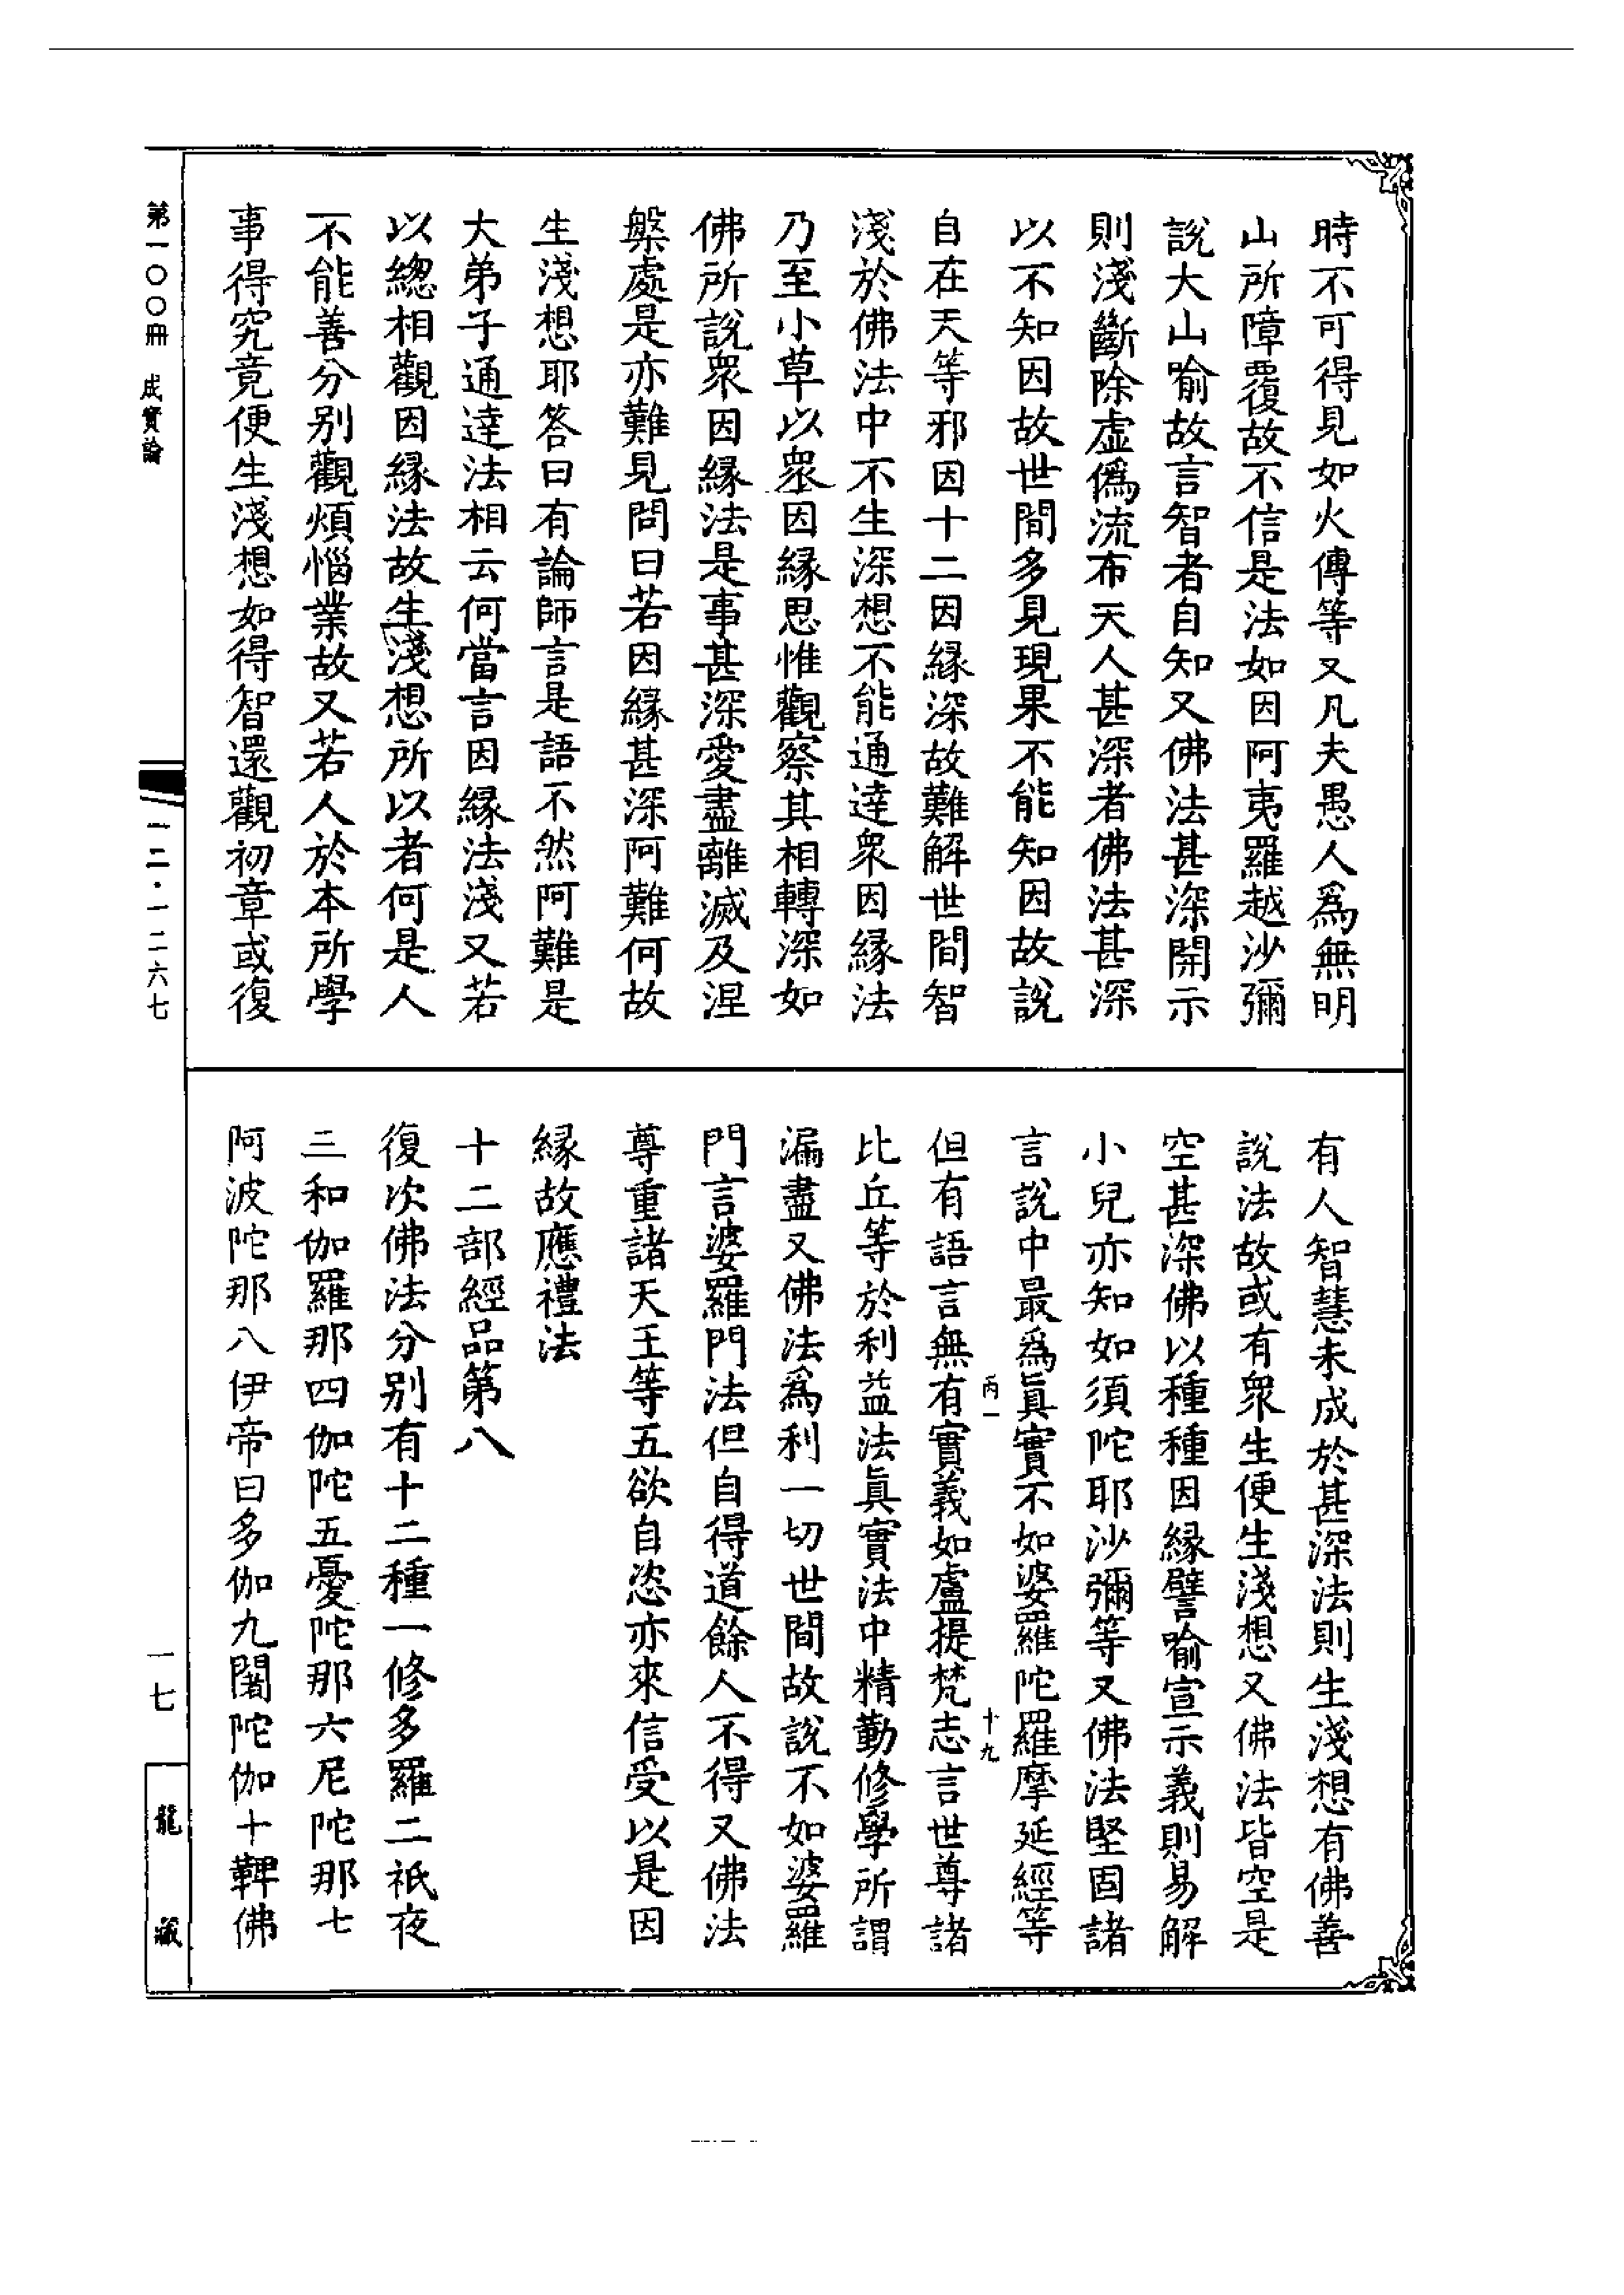 時不可得見如火傳等又凡夫愚人爲無明
山所障覆故不信是法如因阿夷羅越沙彌
說大山喻故言智者自知又佛法甚深開示
則淺斷除虛僞流布天人甚深者佛法甚深
以不知因故世間多見現果不能知因故說
自在天等邪因十二因緣深故難解世間智
淺於佛法中不生深想不能通達衆因緣法
乃至小草以衆因緣思惟觀察其相轉深如
佛所說衆因緣法是事甚深愛盡離滅及涅
槃處是亦難見問曰若因緣甚深阿難何故
生淺想耶答曰有論師言是語不然阿難是
大弟子通達法相云何當言因緣法淺又若
以總相觀因緣法故生淺想所以者何是人
不能善分別觀煩惱業故又若人於本所學
事得究竟便生淺想如得智還觀初章或復
有人智慧未成於甚深法則生淺想有佛善
說法故或有衆生便生淺想又佛法皆空是
空甚深佛以種種因緣譬喻宣示義則易解
小兒亦知如須陀耶沙彌等又佛法堅固諸
言說中最爲眞實不如婆羅陀羅摩延經等
丙一
十九
但有語言無有實義如盧提梵志言世尊諸
比丘等於利益法眞實法中精勤修學所謂
漏盡又佛法爲利一切世間故說不如婆羅
門言婆羅門法但自得道餘人不得又佛法
尊重諸天王等五欲自恣亦來信受以是因
緣故應禮法
十二部經品第八
復次佛法分別有十二種一修多羅二祇夜
三和伽羅那四伽陀五憂陀那六尼陀那七
阿波陀那八伊帝曰多伽九闍陀伽十鞞佛
第一〇〇冊 成實論
一二·一二六七
一七
龍藏